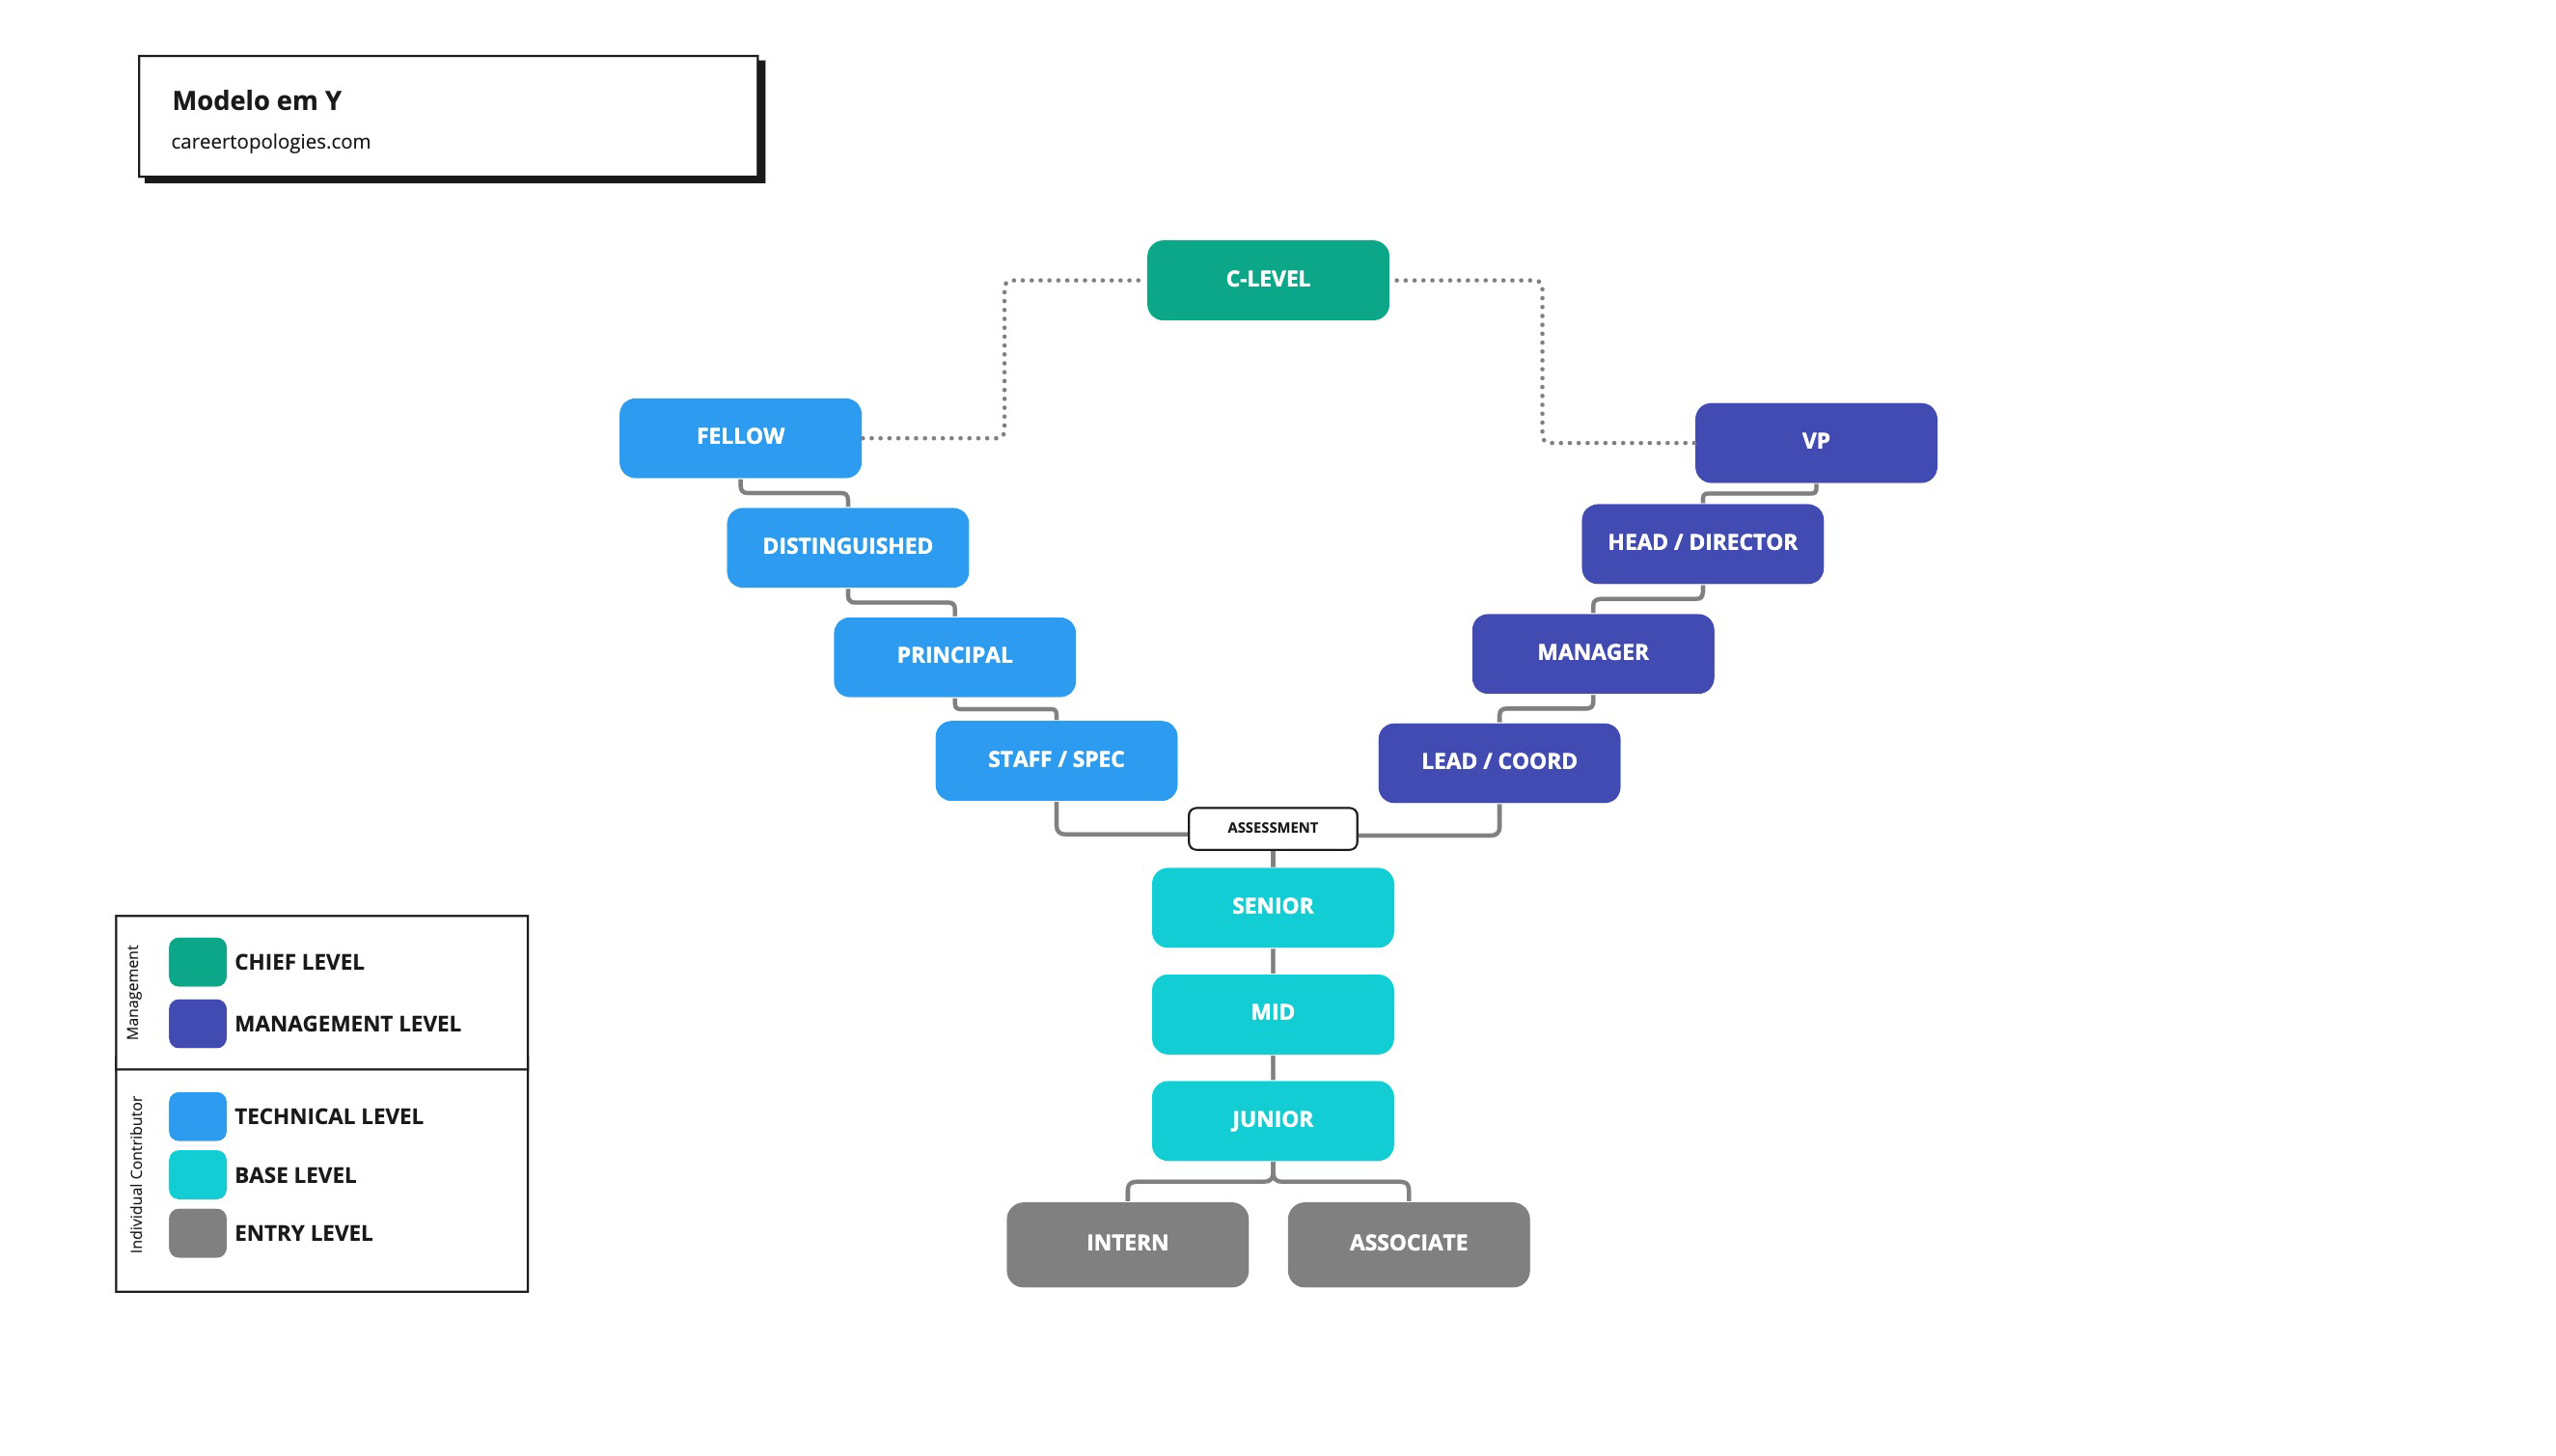 Modelo em Y
careertopologies.com
C-LEVEL
FELLOW
VP
DISTINGUISHED
HEAD / DIRECTOR
PRINCIPAL
MANAGER
STAFF / SPEC
LEAD / COORD
ASSESSMENT
SENIOR
MID
JUNIOR
INTERN
ASSOCIATE
Management
CHIEF LEVEL
MANAGEMENT LEVEL
Individual Contributor
TECHNICAL LEVEL
BASE LEVEL
ENTRY LEVEL